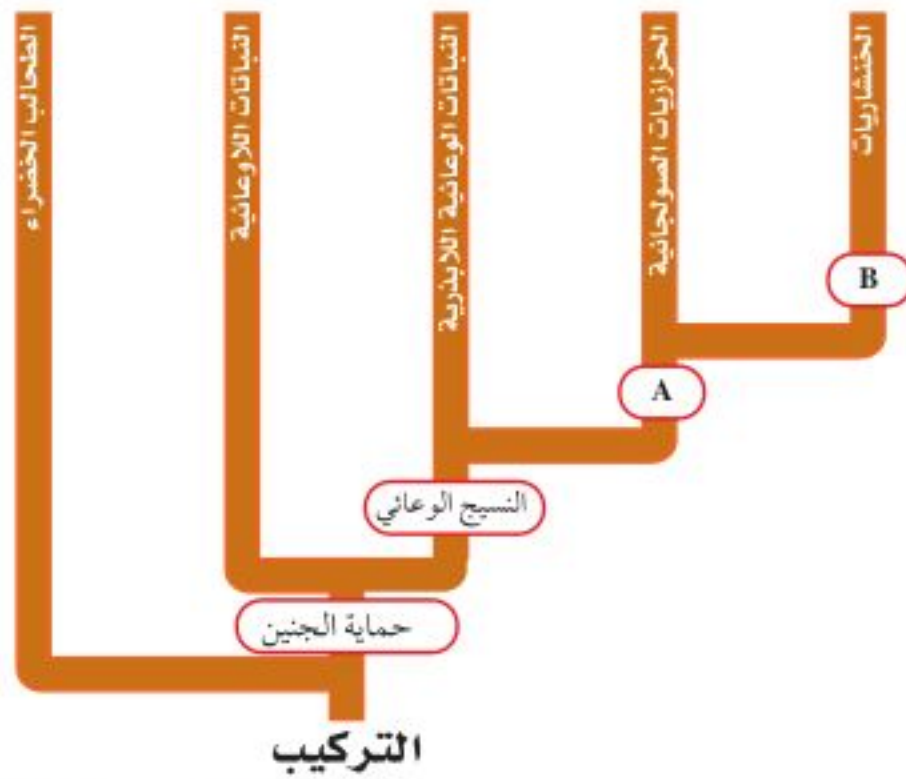 الطحالب الخضراء
النباتات اللاوعائية
النباتات الوعائية اللابذرية
الحزازيات الصولجانية
الخنشاريات
B
A
النسيج الوعائي
حماية الجنين
التركيب